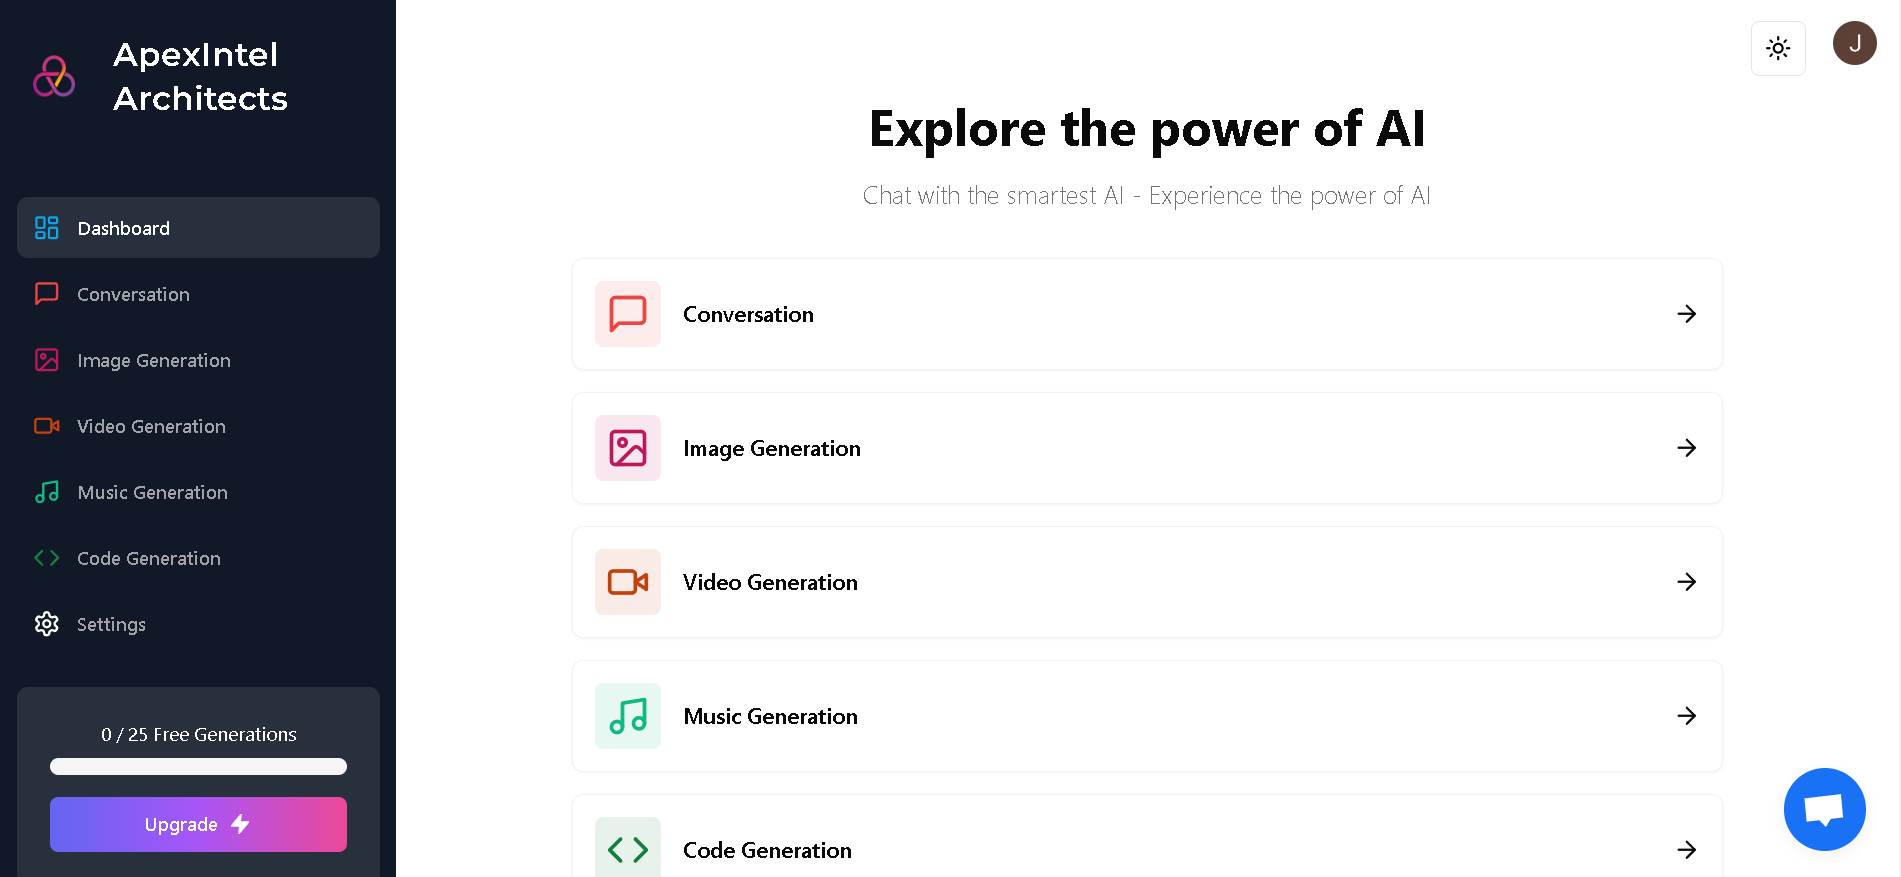 ApexIntel
Architects
Dashboard
Conversation
Image Generation
Video Generation
Music Generation
Code Generation
Settings
0 / 25 Free Generations
Upgrade
J
Explore the power of AI
Chat with the smartest AI - Experience the power of AI
Conversation
Image Generation
Video Generation
Music Generation
Code Generation